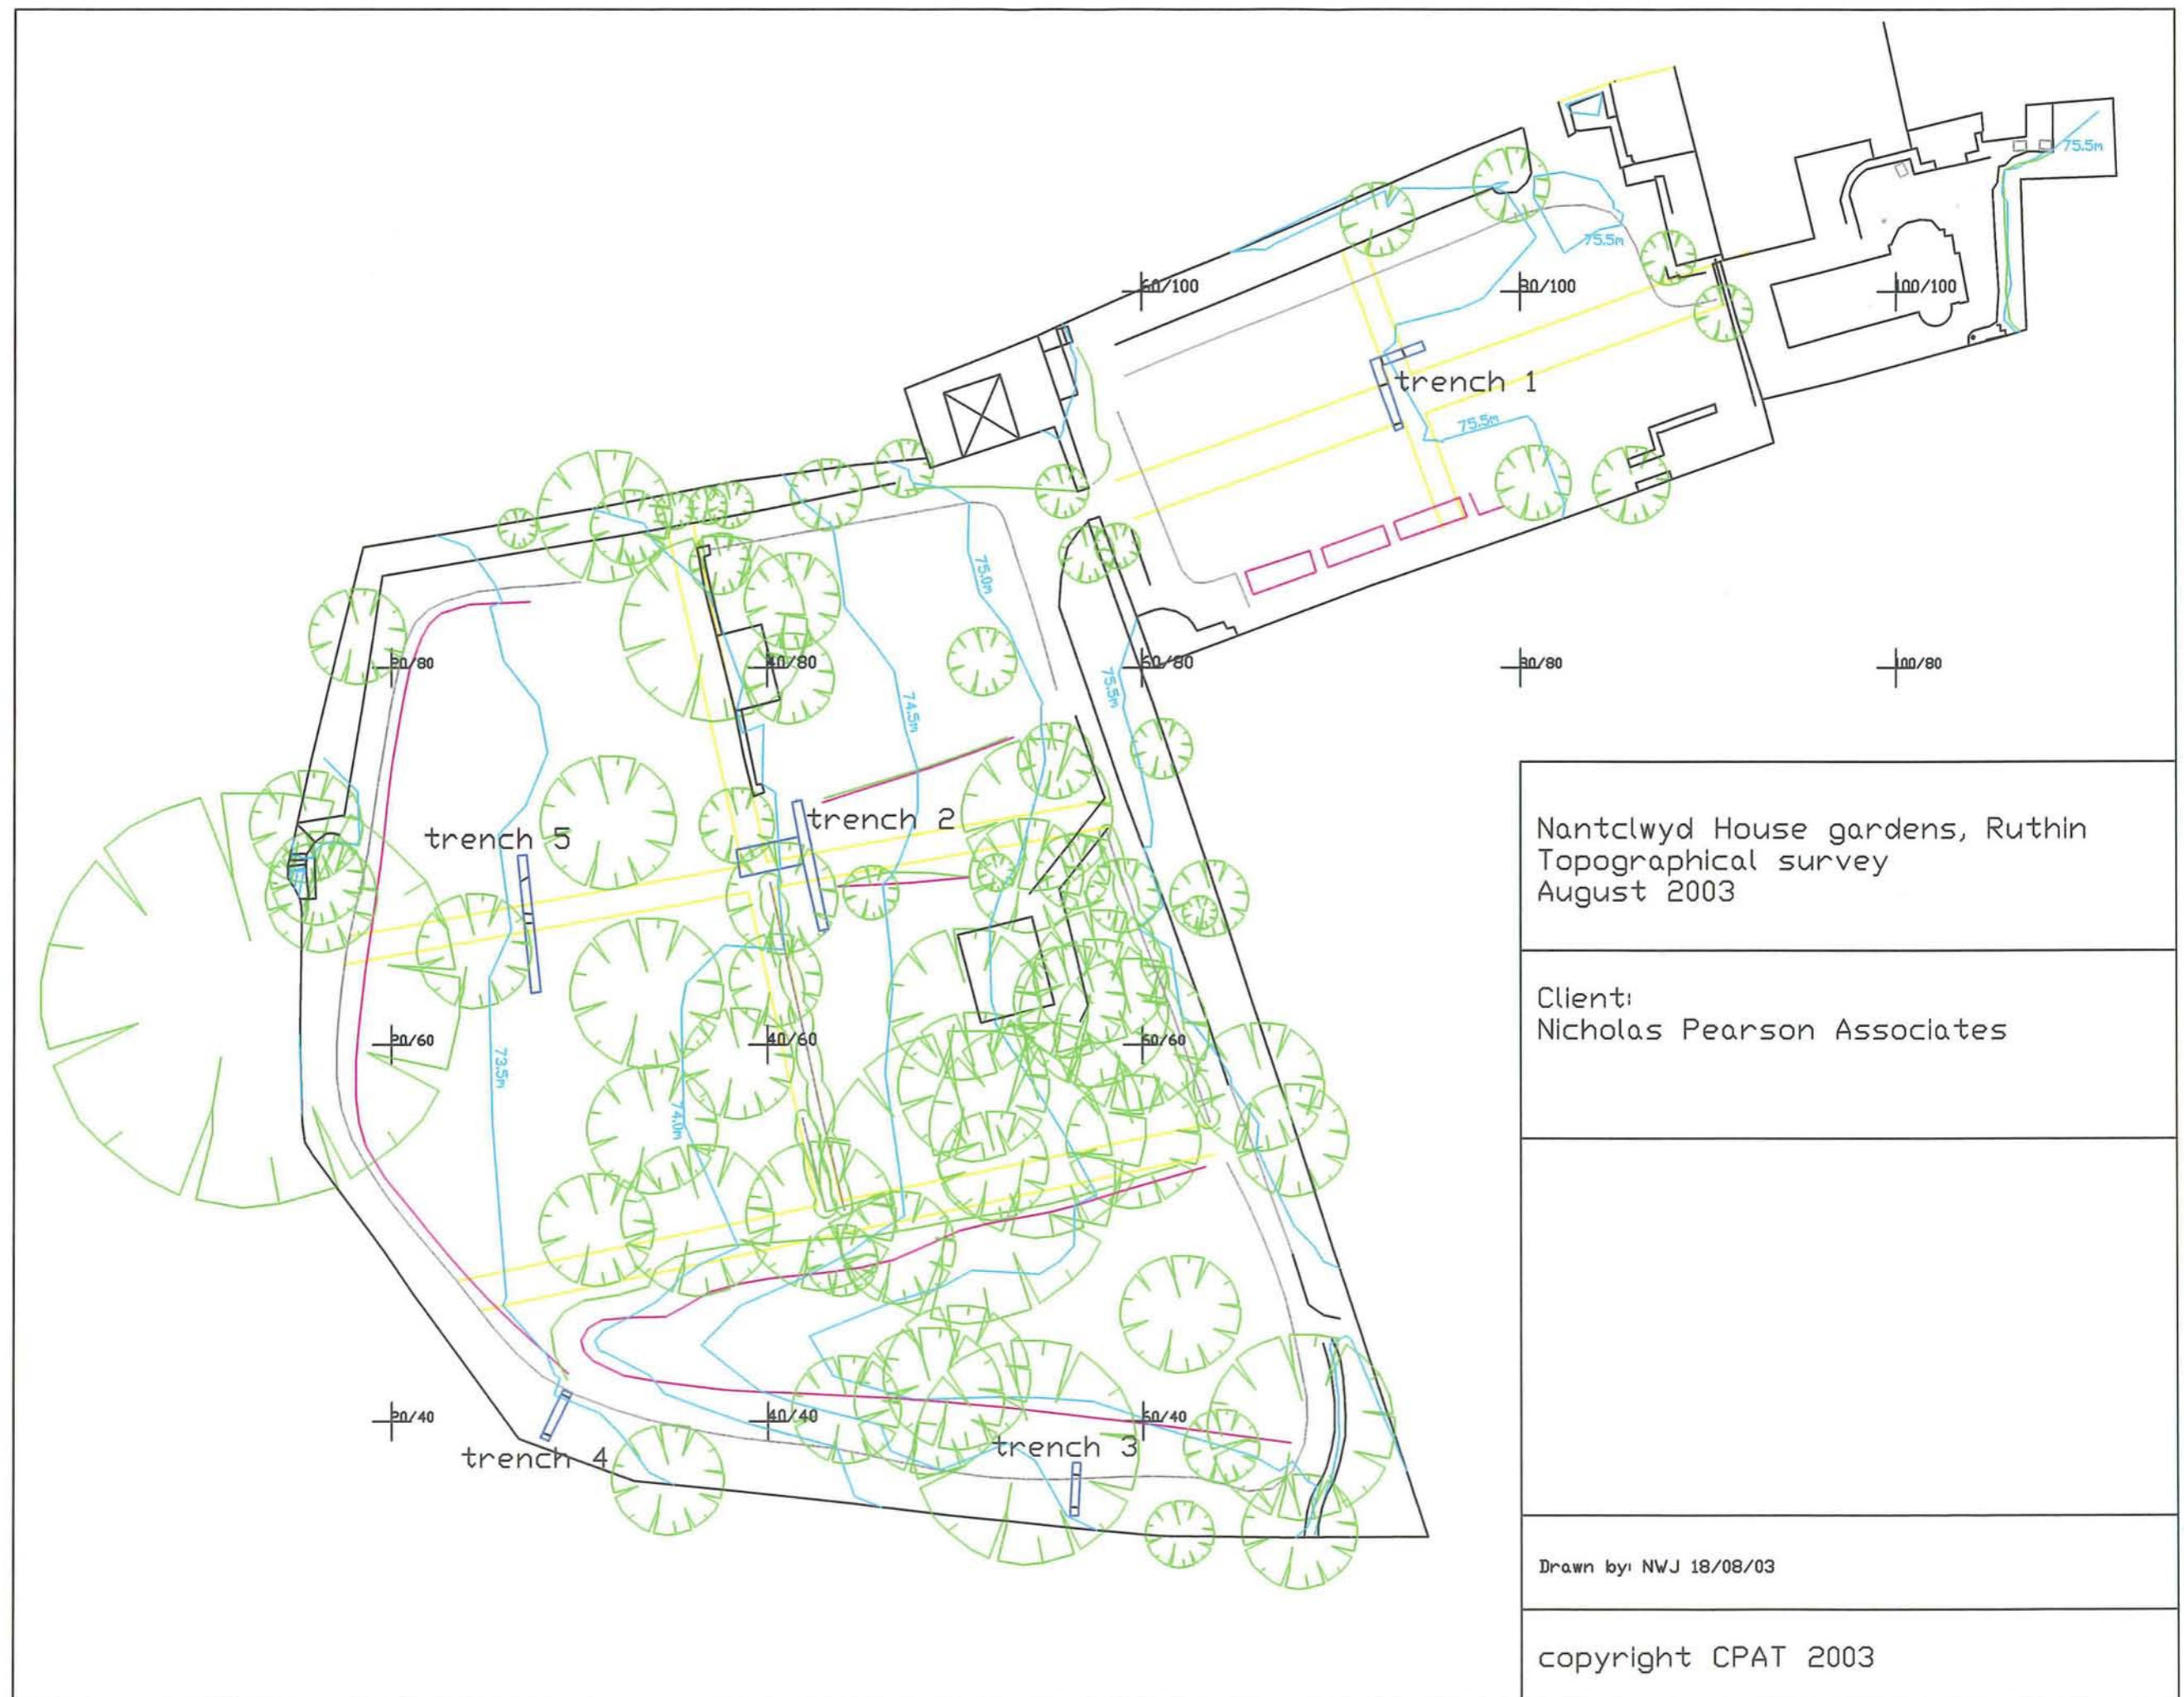 75.5m
75.5m
60/100
80/100
100/100
trench 1
75.5m
75.0m
20/80
40/80
60/80
80/80
100/80
75.5m
74.5m
trench 2
trench 5
Nantclwyd House gardens, Ruthin
Topographical survey
August 2003
Client:
Nicholas Pearson Associates
20/60
40/60
60/60
73.5m
74.0m
20/40
40/40
60/40
trench 3
trench 4
Drawn by: NWJ 18/08/03
copyright CPAT 2003